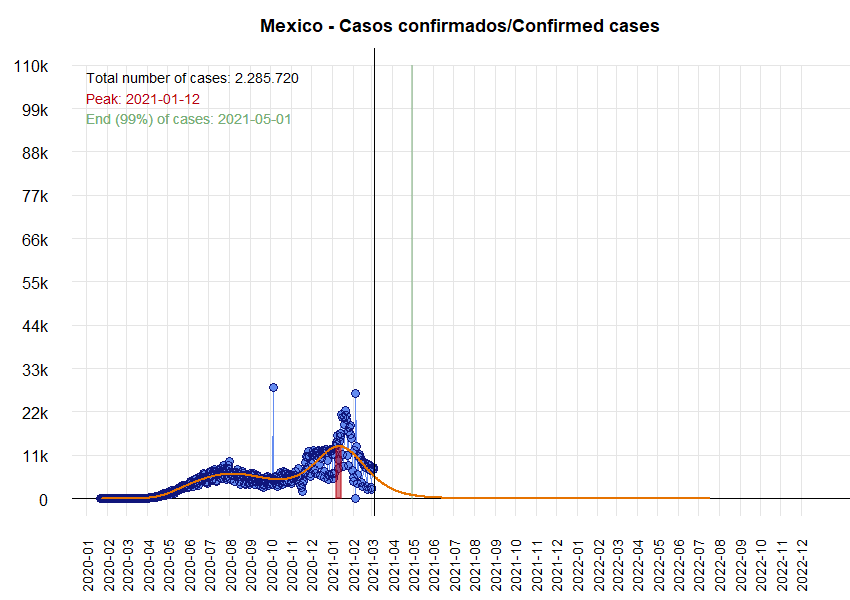 Mexico - Casos confirmados/Confirmed cases
110k
Total number of cases: 2.285.720
Peak: 2021-01-12
99k
End (99%) of cases: 2021-05-01
88k
77k
66k
55k
44k
33k
22k
11k
0
2020-01
2020-02
2020-03
2020-04
2020-05
2020-06
2020-07
2020-08
2020-09
2020-10
2020-11
2020-12
2021-01
2021-02
2021-03
2021-04
2021-05
2021-06
2021-07
2021-08
2021-09
2021-10
2021-11
2021-12
2022-01
2022-02
2022-03
2022-04
2022-05
2022-06
2022-07
2022-08
2022-09
2022-10
2022-11
2022-12